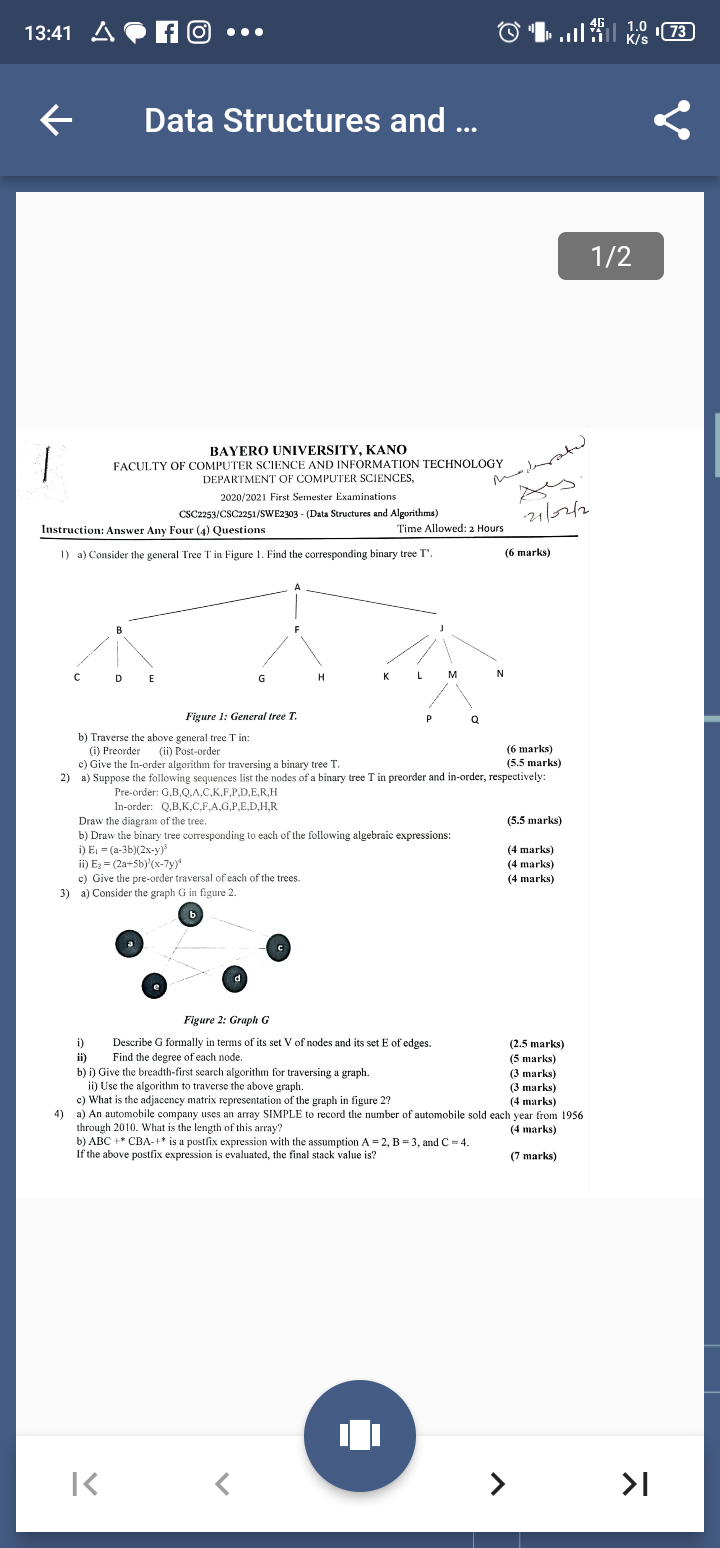 13:41
4G
1.0
K/s
73
Data Structures and ...
1/2
BAYERO UNIVERSITY, KANO
FACULTY OF COMPUTER SCIENCE AND INFORMATION TECHNOLOGY
DEPARTMENT OF COMPUTER SCIENCES,
Moderated
2020/2021 First Semester Examinations
CSC2253/CSC2251/SWE2303 - (Data Structures and Algorithms)
Instruction: Answer Any Four (4) Questions Time Allowed: 2 Hours
1) a) Consider the general Tree T in Figure 1. Find the corresponding binary tree T'. (6 marks)
A
B F J
C D E G H K L M N
P Q
Figure 1: General tree T.
b) Traverse the above general tree T in:
(i) Preorder (ii) Post-order (6 marks)
c) Give the In-order algorithm for traversing a binary tree T. (5.5 marks)
2) a) Suppose the following sequences list the nodes of a binary tree T in preorder and in-order, respectively:
Pre-order: G,B,Q,A,C,K,F,P,D,E,R,H
In-order: Q,B,K,C,F,A,G,P,E,D,H,R
Draw the diagram of the tree. (5.5 marks)
b) Draw the binary tree corresponding to each of the following algebraic expressions:
i) E₁ = (a-3b)(2x-y)³ (4 marks)
ii) E₂ = (2a+5b)³(x-7y)⁴ (4 marks)
c) Give the pre-order traversal of each of the trees. (4 marks)
3) a) Consider the graph G in figure 2.
b
a
c
d
e
Figure 2: Graph G
i) Describe G formally in terms of its set V of nodes and its set E of edges. (2.5 marks)
ii) Find the degree of each node. (5 marks)
b) i) Give the breadth-first search algorithm for traversing a graph. (3 marks)
ii) Use the algorithm to traverse the above graph. (3 marks)
c) What is the adjacency matrix representation of the graph in figure 2? (4 marks)
4) a) An automobile company uses an array SIMPLE to record the number of automobile sold each year from 1956
through 2010. What is the length of this array? (4 marks)
b) ABC +* CBA-+* is a postfix expression with the assumption A = 2, B = 3, and C = 4.
If the above postfix expression is evaluated, the final stack value is? (7 marks)